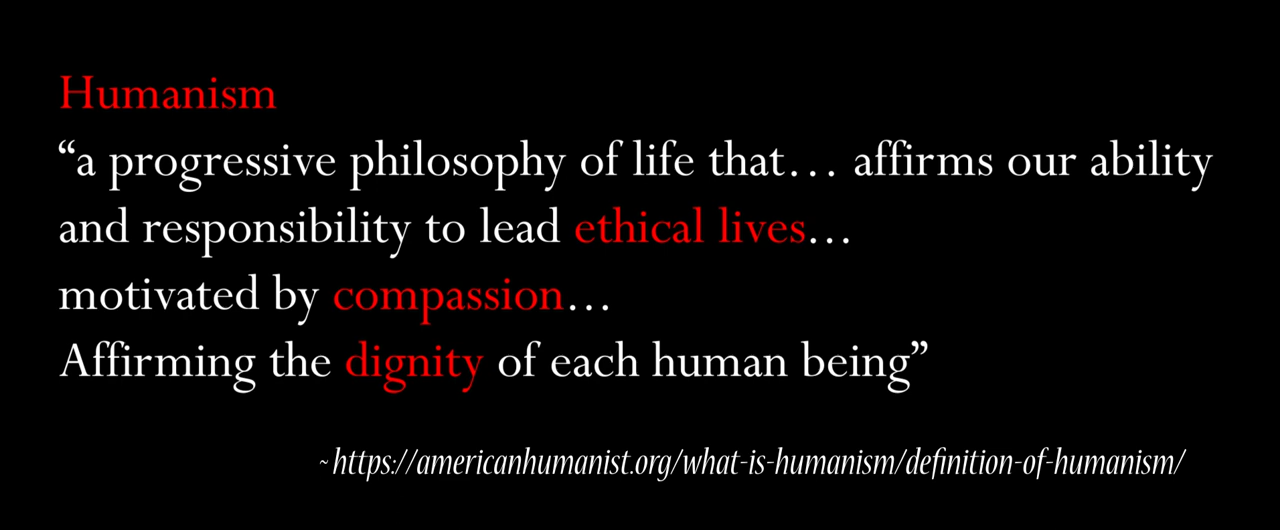 Humanism
“a progressive philosophy of life that… affirms our ability
and responsibility to lead ethical lives…
motivated by compassion…
Affirming the dignity of each human being”
~ https://americanhumanist.org/what-is-humanism/definition-of-humanism/